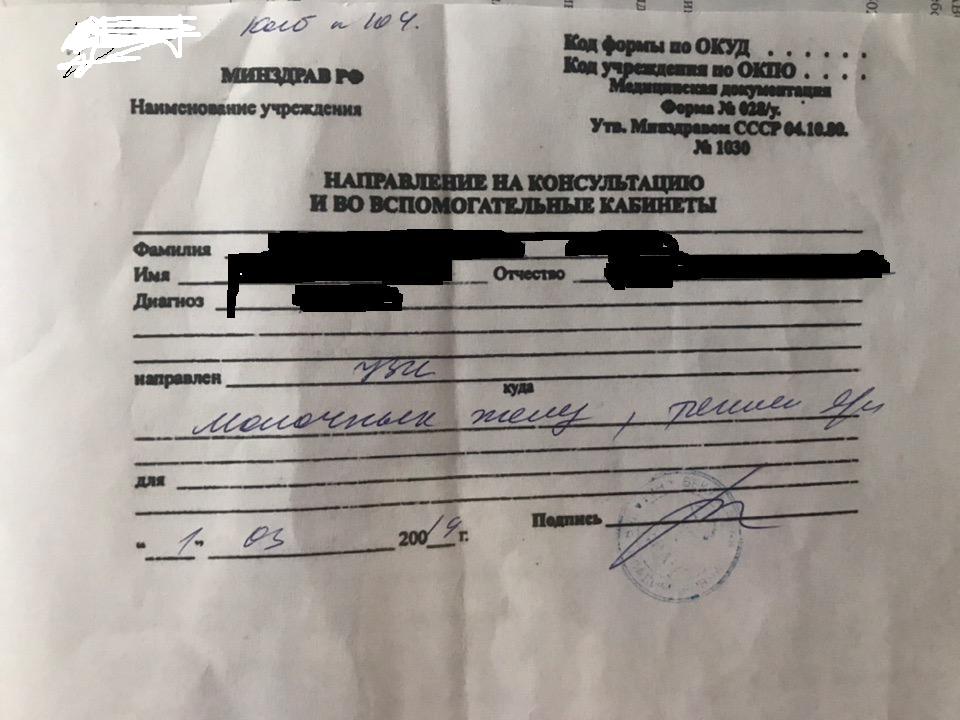 МИНЗДРАВ РФ
Наименование учреждения
Код формы по ОКУД . . . . . .
Код учреждения по ОКПО . . . .
Медицинская документация
Форма № 028/у.
Утв. Минздравом СССР 04.10.80.
№ 1030
НАПРАВЛЕНИЕ НА КОНСУЛЬТАЦИЮ
И ВО ВСПОМОГАТЕЛЬНЫЕ КАБИНЕТЫ
Фамилия
Имя Отчество
Диагноз
направлен узи
куда
молочных желез,
для
Подпись
" 1 " 03 200 г.